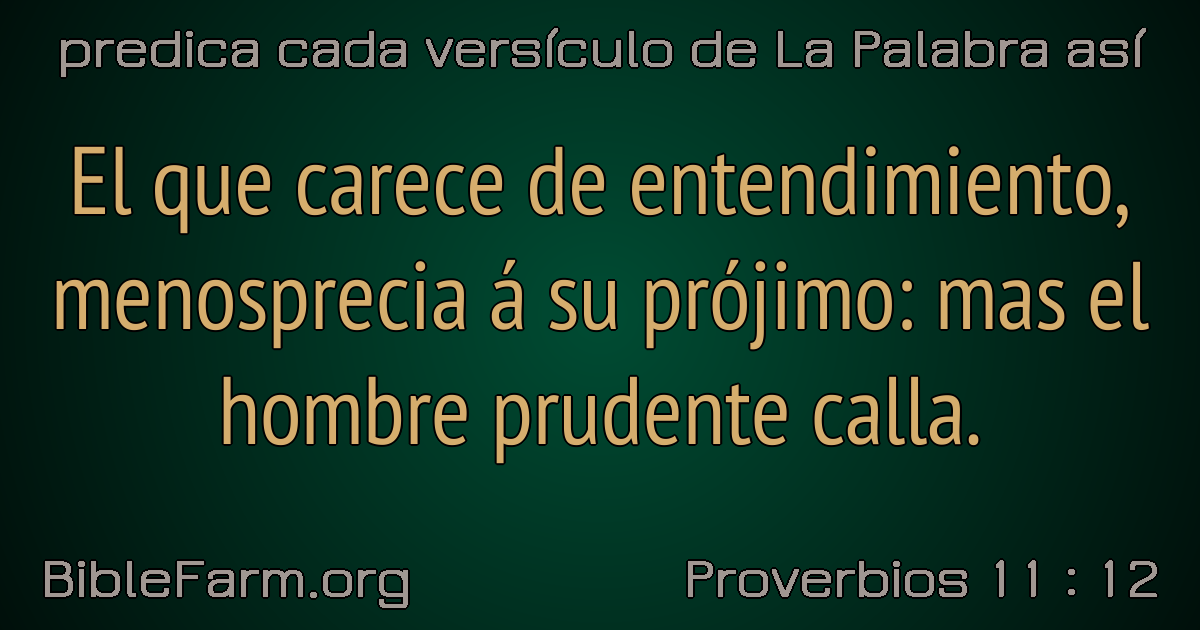 predica cada versículo de La Palabra así
El que carece de entendimiento,
menosprecia á su prójimo: mas el
hombre prudente calla.
BibleFarm.org
Proverbios 11 : 12